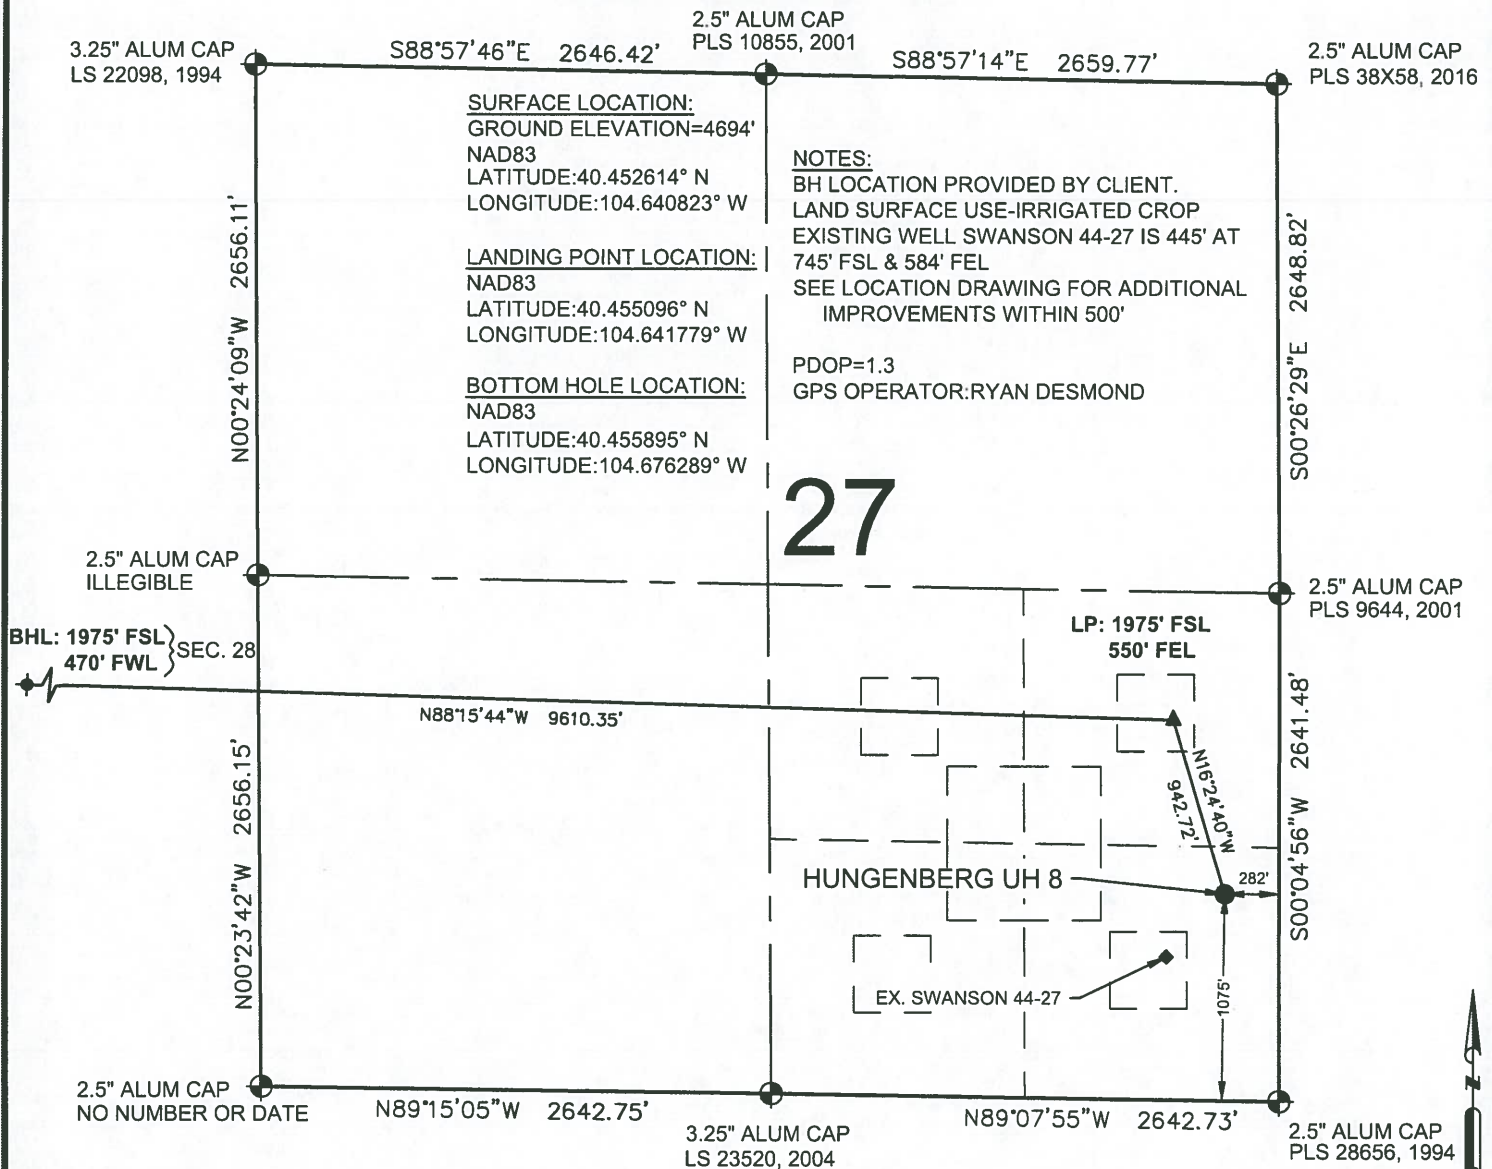 2.5" ALUM CAP
PLS 10855, 2001
3.25" ALUM CAP
LS 22098, 1994
S88°57'46"E 2646.42'
S88°57'14"E 2659.77'
2.5" ALUM CAP
PLS 38X58, 2016
SURFACE LOCATION:
GROUND ELEVATION=4694'
NAD83
LATITUDE:40.452614° N
LONGITUDE:104.640823° W
LANDING POINT LOCATION:
NAD83
LATITUDE:40.455096° N
LONGITUDE:104.641779° W
BOTTOM HOLE LOCATION:
NAD83
LATITUDE:40.455895° N
LONGITUDE:104.676289° W
NOTES:
BH LOCATION PROVIDED BY CLIENT.
LAND SURFACE USE-IRRIGATED CROP
EXISTING WELL SWANSON 44-27 IS 445' AT
745' FSL & 584' FEL
SEE LOCATION DRAWING FOR ADDITIONAL
IMPROVEMENTS WITHIN 500'
PDOP=1.3
GPS OPERATOR:RYAN DESMOND
N00°24'09"W 2656.11'
S00°26'29"E 2648.82'
27
2.5" ALUM CAP
ILLEGIBLE
2.5" ALUM CAP
PLS 9644, 2001
BHL: 1975' FSL
470' FWL
SEC. 28
LP: 1975' FSL
550' FEL
N88°15'44"W 9610.35'
N16°24'40"W
942.72'
N00°23'42"W 2656.15'
S00°04'56"W 2641.48'
HUNGENBERG UH 8
282'
EX. SWANSON 44-27
1075'
2.5" ALUM CAP
NO NUMBER OR DATE
N89°15'05"W 2642.75'
3.25" ALUM CAP
LS 23520, 2004
N89°07'55"W 2642.73'
2.5" ALUM CAP
PLS 28656, 1994
N